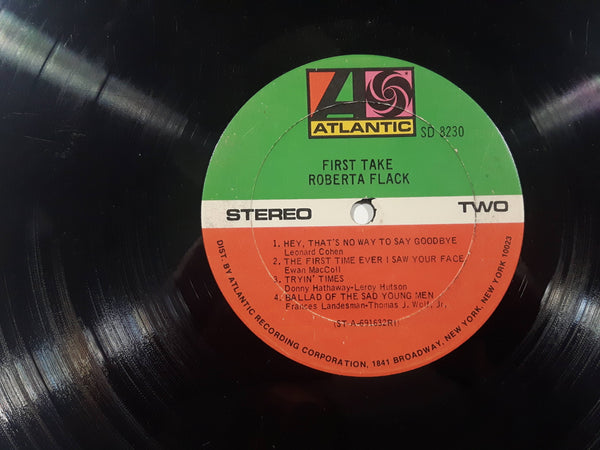 ATLANTIC
SD 8230
FIRST TAKE
ROBERTA FLACK
STEREO
TWO
1. HEY, THAT'S NO WAY TO SAY GOODBYE
Leonard Cohen
2. THE FIRST TIME EVER I SAW YOUR FACE
Ewan MacColl
3. TRYIN' TIMES
Donny Hathaway-Leroy Hutson
4. BALLAD OF THE SAD YOUNG MEN
Frances Landesman-Thomas J. Wolf, Jr.
(ST-A-691632R)
DIST. BY ATLANTIC RECORDING CORPORATION, 1841 BROADWAY, NEW YORK, NEW YORK 10023